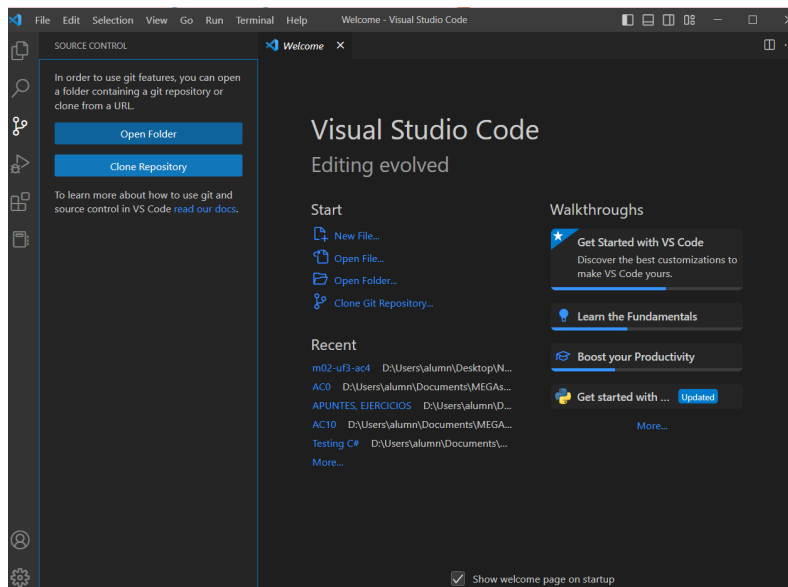 File Edit Selection View Go Run Terminal Help Welcome - Visual Studio Code
SOURCE CONTROL
In order to use git features, you can open
a folder containing a git repository or
clone from a URL.
Open Folder
Clone Repository
To learn more about how to use git and
source control in VS Code read our docs.
Welcome
Visual Studio Code
Editing evolved
Start
New File...
Open File...
Open Folder...
Clone Git Repository...
Recent
m02-uf3-ac4 D:\Users\alumn\Desktop\N...
AC0 D:\Users\alumn\Documents\MEGAs...
APUNTES, EJERCICIOS D:\Users\alumn\D...
AC10 D:\Users\alumn\Documents\MEGA...
Testing C# D:\Users\alumn\Documents\...
More...
Walkthroughs
Get Started with VS Code
Discover the best customizations to
make VS Code yours.
Learn the Fundamentals
Boost your Productivity
Get started with ... Updated
More...
Show welcome page on startup